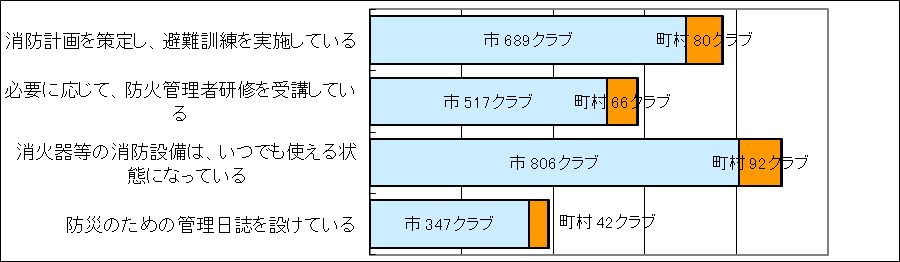 消防計画を策定し、避難訓練を実施している
市 689クラブ
町村 80クラブ
必要に応じて、防火管理者研修を受講してい
る
市 517クラブ
町村 66クラブ
消火器等の消防設備は、いつでも使える状
態になっている
市 806クラブ
町村 92クラブ
防災のための管理日誌を設けている
市 347クラブ
町村 42クラブ